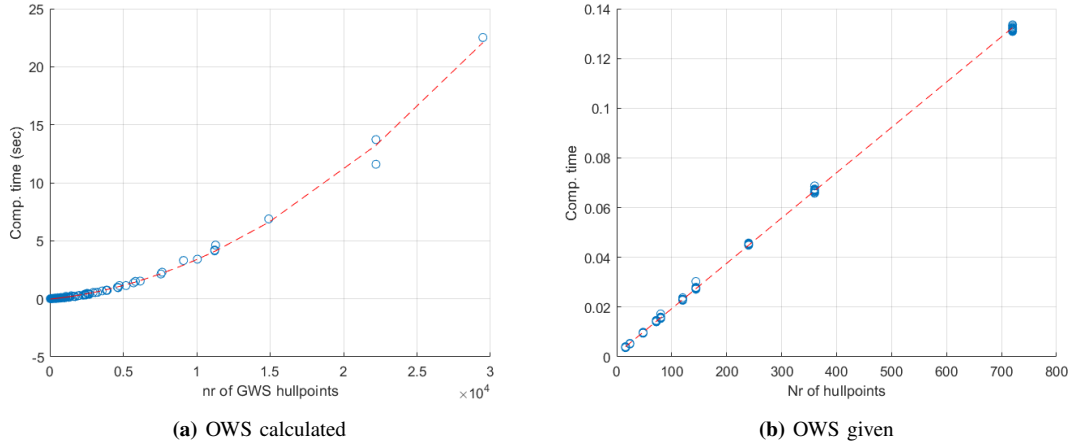 25
20
15
10
5
0
-5
Comp. time (sec)
0 0.5 1 1.5 2 2.5 3
×10⁴
nr of GWS hullpoints
(a) OWS calculated
0.14
0.12
0.1
0.08
0.06
0.04
0.02
0
Comp. time
0 100 200 300 400 500 600 700 800
Nr of hullpoints
(b) OWS given